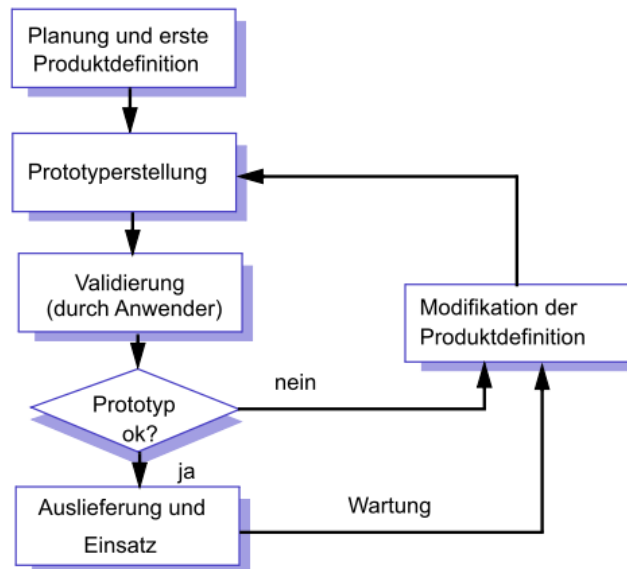 Planung und erste
Produktdefinition
Prototyperstellung
Validierung
(durch Anwender)
Modifikation der
Produktdefinition
nein
Prototyp
ok?
ja
Auslieferung und
Einsatz
Wartung